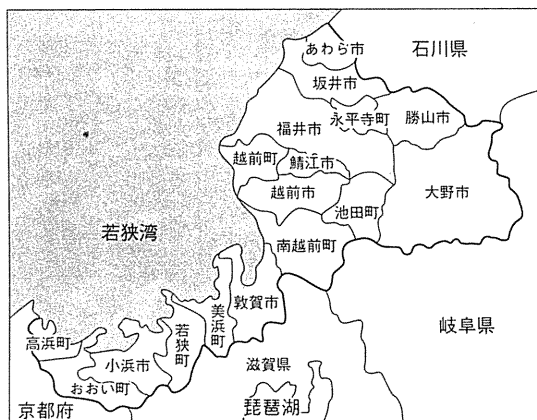 石川県
あわら市
坂井市
永平寺町
勝山市
福井市
越前町
鯖江市
越前市
池田町
大野市
若狭湾
南越前町
敦賀市
美浜町
若狭町
高浜町
小浜市
おおい町
岐阜県
滋賀県
琵琶湖
京都府